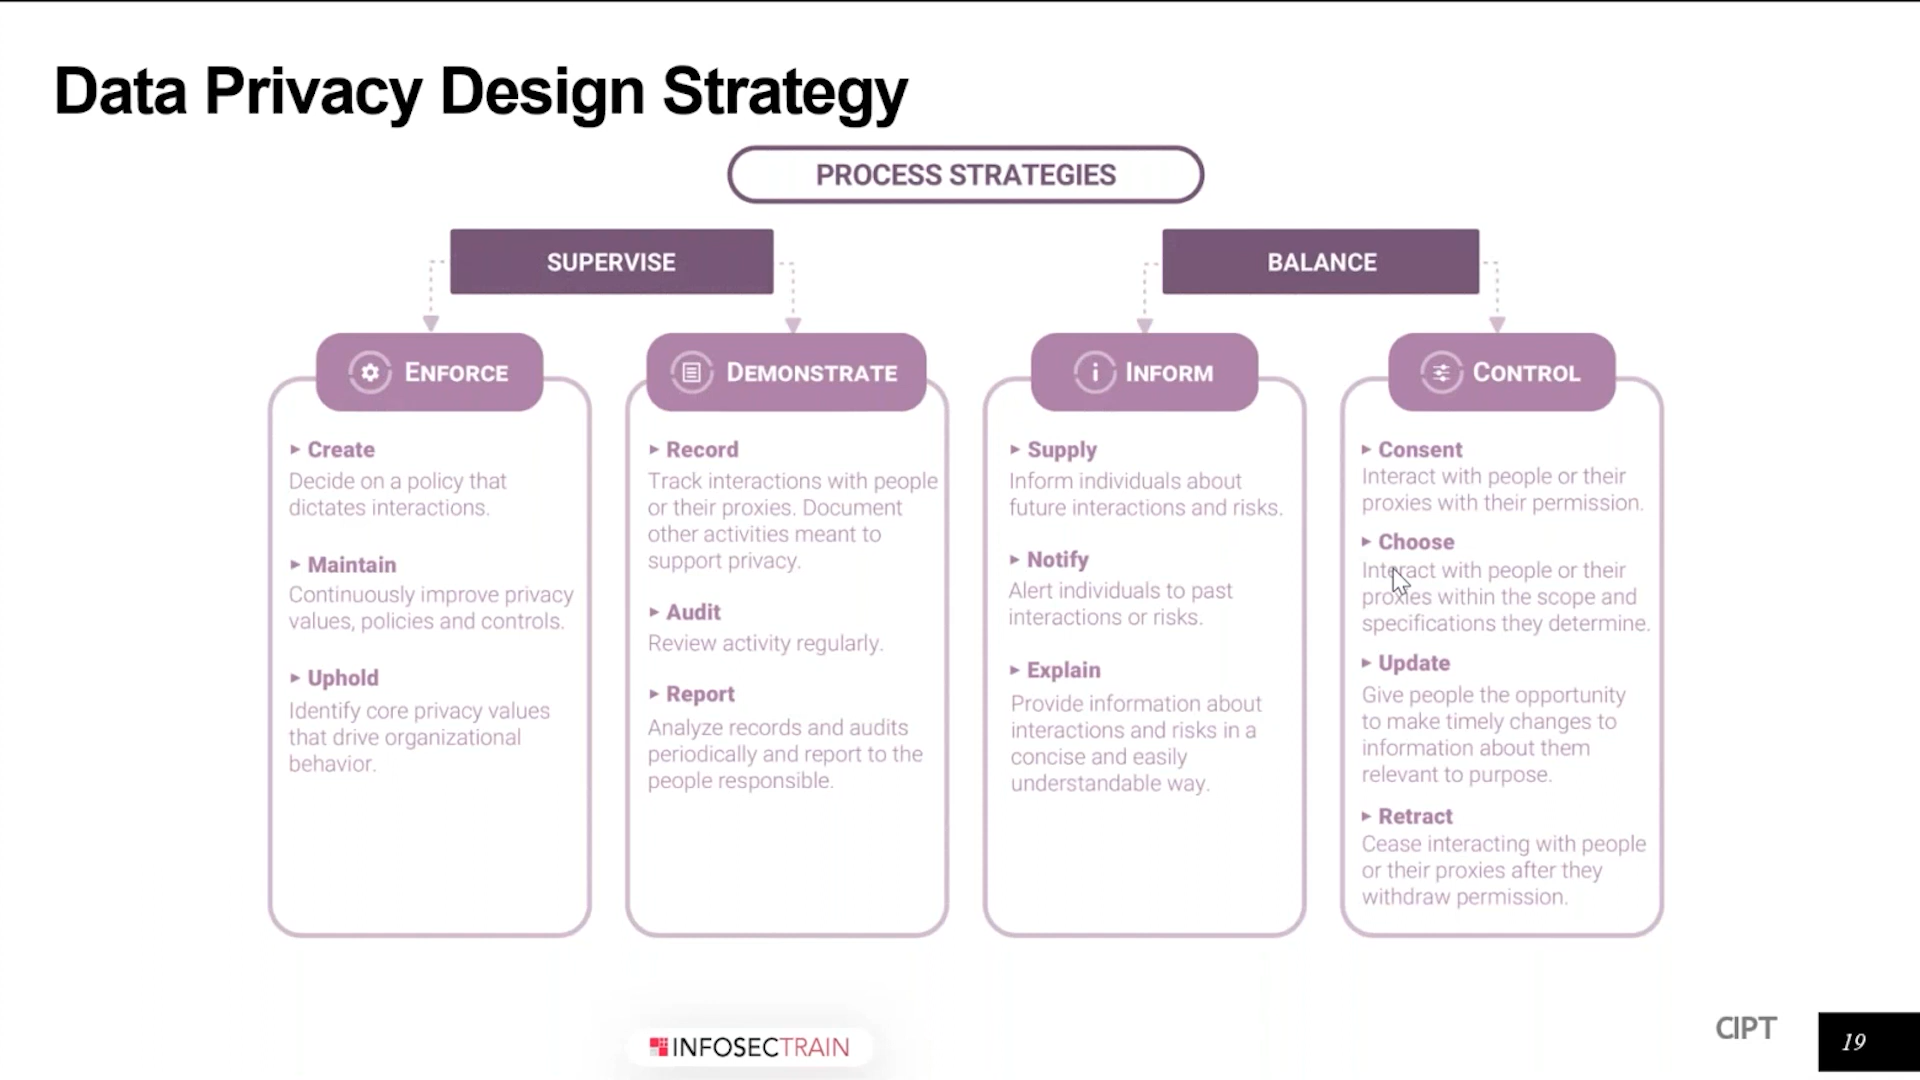 Data Privacy Design Strategy
PROCESS STRATEGIES
SUPERVISE
BALANCE
ENFORCE
Create
Decide on a policy that
dictates interactions.
Maintain
Continuously improve privacy
values, policies and controls.
Uphold
Identify core privacy values
that drive organizational
behavior.
DEMONSTRATE
Record
Track interactions with people
or their proxies. Document
other activities meant to
support privacy.
Audit
Review activity regularly.
Report
Analyze records and audits
periodically and report to the
people responsible.
INFORM
Supply
Inform individuals about
future interactions and risks.
Notify
Alert individuals to past
interactions or risks.
Explain
Provide information about
interactions and risks in a
concise and easily
understandable way.
CONTROL
Consent
Interact with people or their
proxies with their permission.
Choose
Interact with people or their
proxies within the scope and
specifications they determine.
Update
Give people the opportunity
to make timely changes to
information about them
relevant to purpose.
Retract
Cease interacting with people
or their proxies after they
withdraw permission.
INFOSECTRAIN
CIPT
19